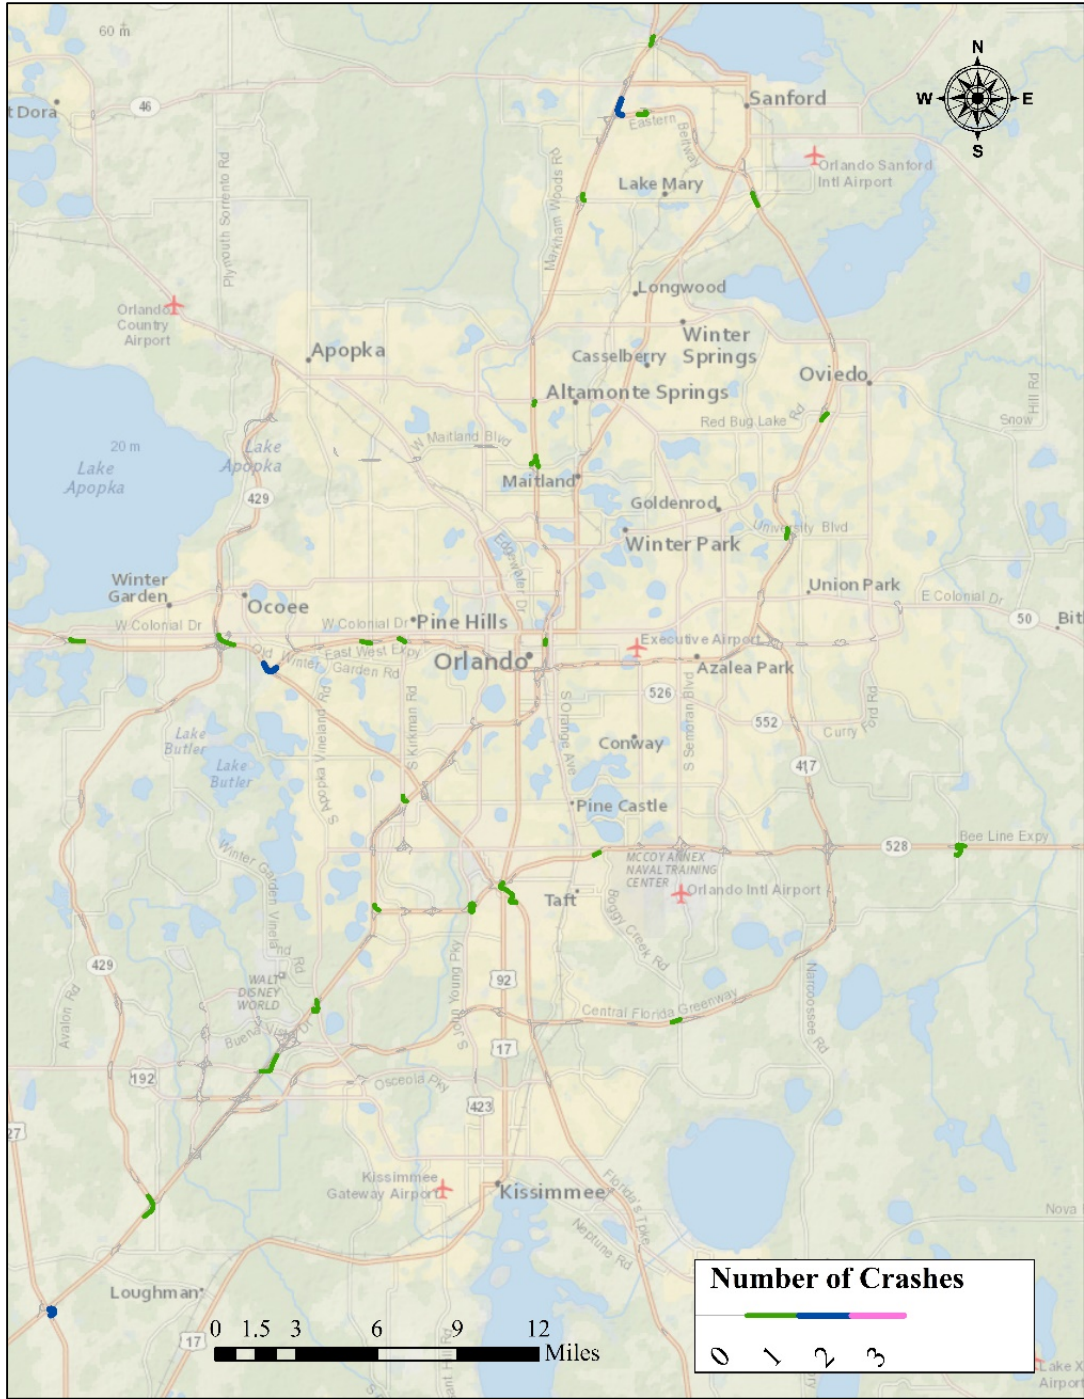 60 m
N
W
E
S
t Dora
46
Sanford
Eastern
Beltway
Orlando Sanford
Intl Airport
Lake Mary
Markham Woods Rd
Plymouth Sorrento Rd
Longwood
Orlando
Country
Airport
Winter
Springs
Apopka
Casselberry
Oviedo
Altamonte Springs
Snow
Hill Rd
Red Bug Lake Rd
W Maitland Blvd
20 m
Lake
Apopka
Lake
Apopka
Maitland
429
Goldenrod
University Blvd
Winter Park
Edgewater Dr
Winter
Garden
Ocoee
Union Park
E Colonial Dr
50
Bit
W Colonial Dr
W Colonial Dr
Pine Hills
Executive Airport
East West Expy
Old Winter Garden Rd
Orlando
Azalea Park
526
552
S Orange Ave
S Semoran Blvd
Curry Ford Rd
S Kirkman Rd
S Apopka Vineland Rd
Lake
Butler
Lake
Butler
Conway
417
Pine Castle
Bee Line Expy
528
MCCOY ANNEX
NAVAL TRAINING
CENTER
Winter Garden Vinela
nd
Rd
Orlando Intl Airport
Taft
Boggy Creek Rd
429
Avalon Rd
WALT
DISNEY
WORLD
92
S John Young Pky
Narcoossee Rd
Central Florida Greenway
Buena Vista Dr
17
192
Osceola Pky
423
27
Kissimmee
Gateway Airport
Kissimmee
Florida's Tpke
Neptune Rd
Nova
Loughman
17
Number of Crashes
0
1
2
3
0 1.5 3 6 9 12
Miles
Lake X
Airport